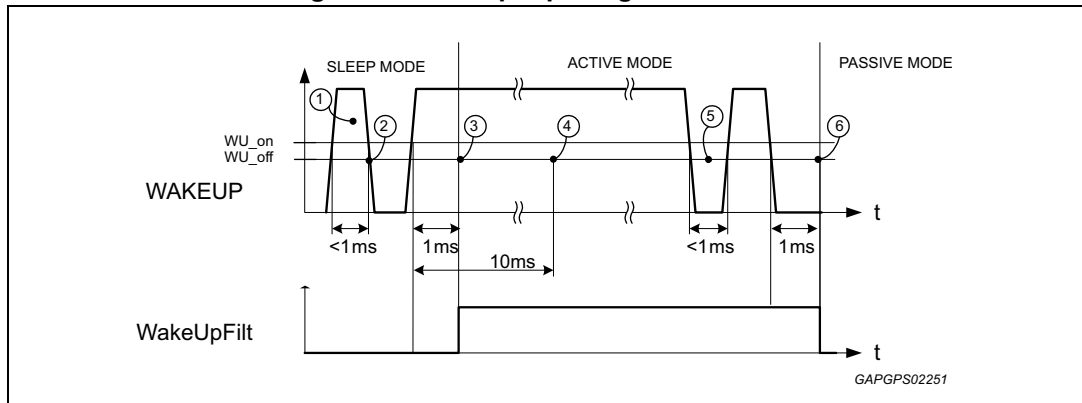 SLEEP MODE
ACTIVE MODE
PASSIVE MODE
1
2
3
4
5
6
WU_on
WU_off
WAKEUP
t
<1ms
1ms
<1ms
1ms
10ms
WakeUpFilt
t
GAPGPS02251